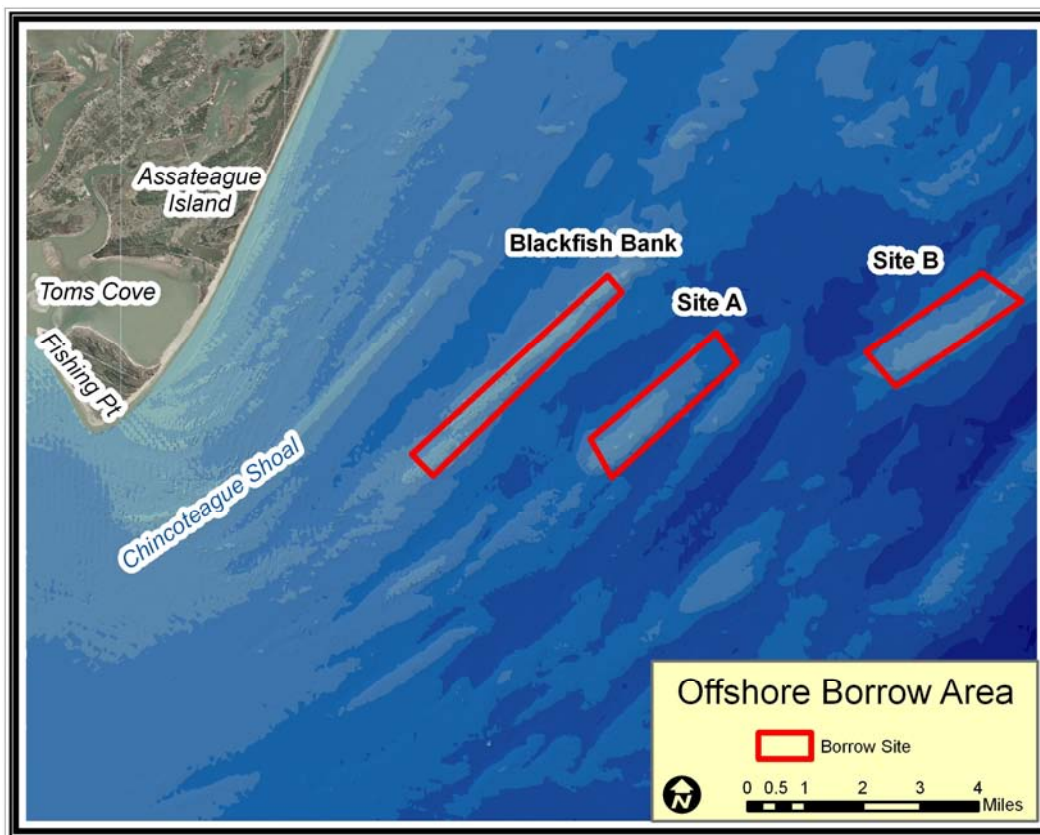 Assateague
Island
Blackfish Bank
Site B
Toms Cove
Site A
Fishing Pt
Chincoteague Shoal
Offshore Borrow Area
Borrow Site
N
0 0.5 1 2 3 4
Miles